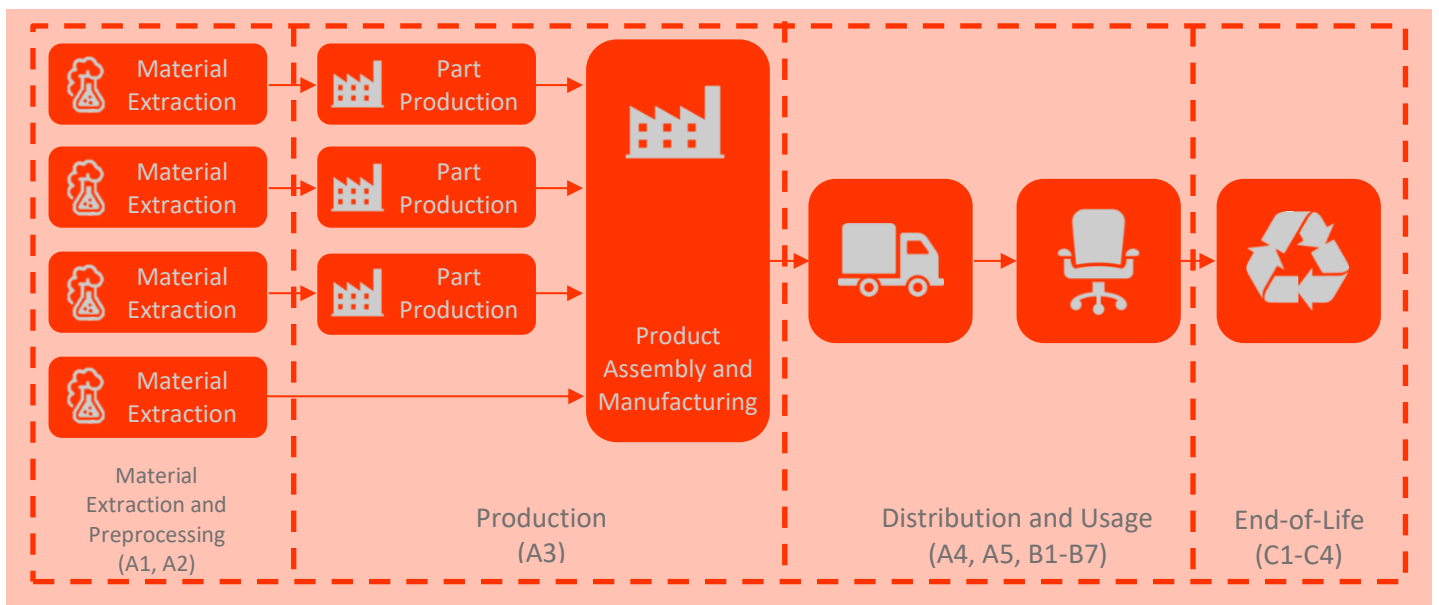 Material
Extraction
Part
Production
Material
Extraction
Part
Production
Material
Extraction
Part
Production
Material
Extraction
Product
Assembly and
Manufacturing
Material
Extraction and
Preprocessing
(A1, A2)
Production
(A3)
Distribution and Usage
(A4, A5, B1-B7)
End-of-Life
(C1-C4)